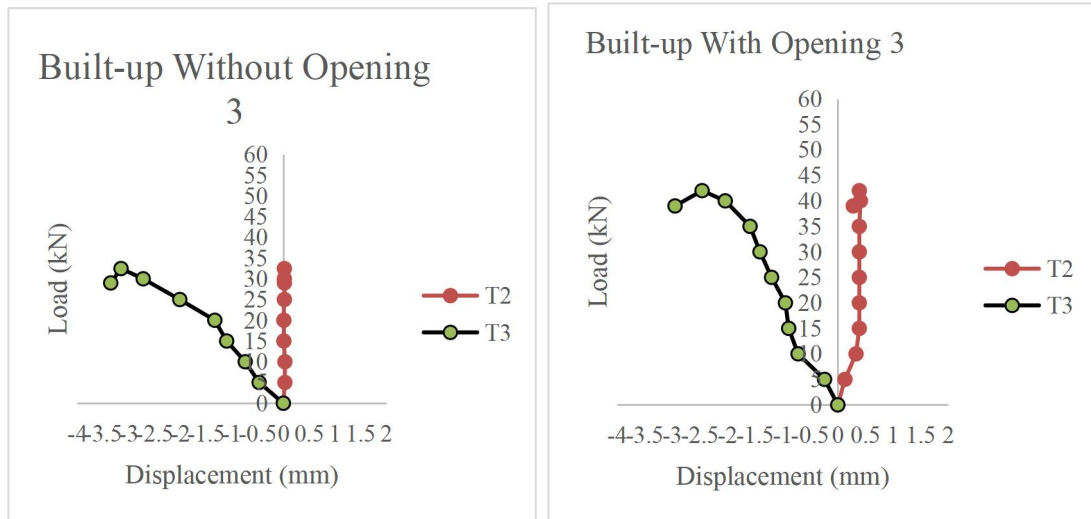 Built-up Without Opening
3
60
55
50
45
40
35
30
25
20
15
10
5
0
-4-3.5-3-2.5-2-1.5-1-0.50 0.5 1 1.5 2
Load (kN)
Displacement (mm)
T2
T3
Built-up With Opening 3
60
55
50
45
40
35
30
25
20
15
10
5
0
-4-3.5-3-2.5-2-1.5-1-0.50 0.5 1 1.5 2
Load (kN)
Displacement (mm)
T2
T3